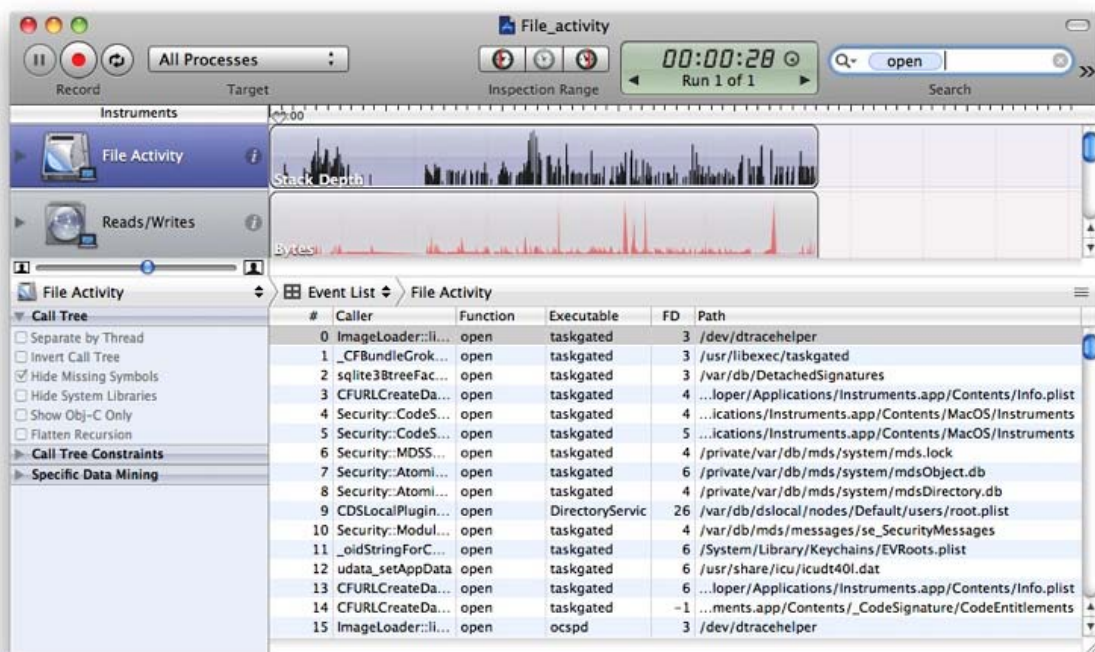 File_activity
All Processes
00:00:28
Run 1 of 1
open
Record
Target
Inspection Range
Search
Instruments
00:00
File Activity
Stack Depth
Reads/Writes
Bytes
File Activity
Event List File Activity
Call Tree
Separate by Thread
Invert Call Tree
Hide Missing Symbols
Hide System Libraries
Show Obj-C Only
Flatten Recursion
Call Tree Constraints
Specific Data Mining
# Caller Function Executable FD Path
0 ImageLoader::li... open taskgated 3 /dev/dtracehelper
1 _CFBundleGrok... open taskgated 3 /usr/libexec/taskgated
2 sqlite3BtreeFac... open taskgated 3 /var/db/DetachedSignatures
3 CFURLCreateDa... open taskgated 4 ...loper/Applications/Instruments.app/Contents/Info.plist
4 Security::CodeS... open taskgated 4 ...ications/Instruments.app/Contents/MacOS/Instruments
5 Security::CodeS... open taskgated 5 ...ications/Instruments.app/Contents/MacOS/Instruments
6 Security::MDSS... open taskgated 4 /private/var/db/mds/system/mds.lock
7 Security::Atomi... open taskgated 6 /private/var/db/mds/system/mdsObject.db
8 Security::Atomi... open taskgated 4 /private/var/db/mds/system/mdsDirectory.db
9 CDSLocalPlugin... open DirectoryServic 26 /var/db/dslocal/nodes/Default/users/root.plist
10 Security::Modul... open taskgated 4 /var/db/mds/messages/se_SecurityMessages
11 _oidStringForC... open taskgated 6 /System/Library/Keychains/EVRoots.plist
12 udata_setAppData open taskgated 6 /usr/share/icu/icudt40l.dat
13 CFURLCreateDa... open taskgated 6 ...loper/Applications/Instruments.app/Contents/Info.plist
14 CFURLCreateDa... open taskgated -1 ...ments.app/Contents/_CodeSignature/CodeEntitlements
15 ImageLoader::li... open ocspd 3 /dev/dtracehelper